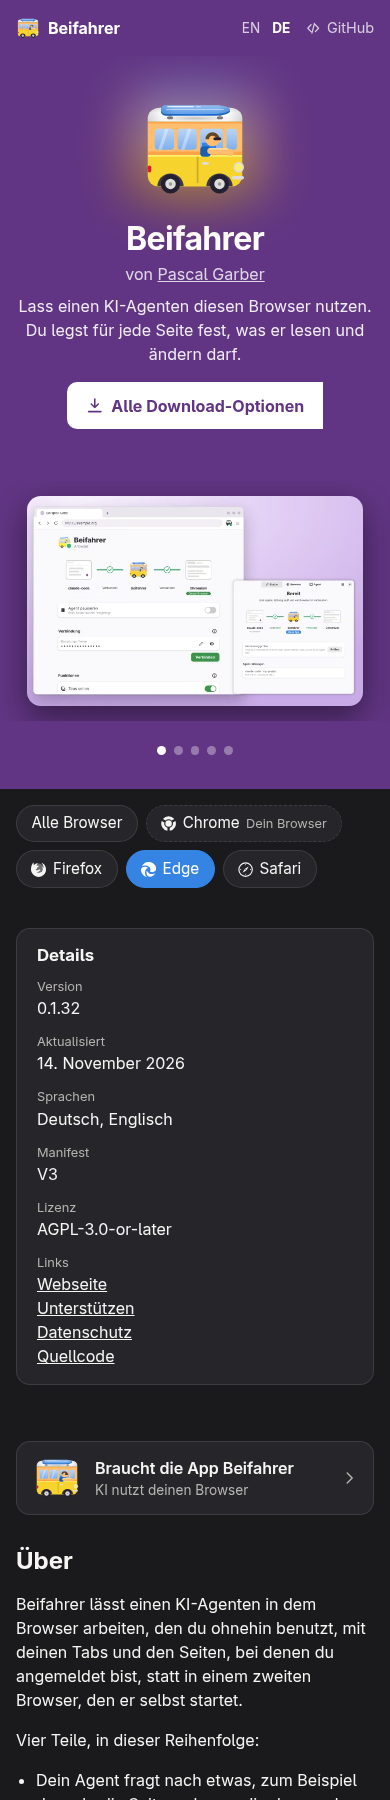 Beifahrer
EN DE GitHub
Beifahrer
von Pascal Garber
Lass einen KI-Agenten diesen Browser nutzen.
Du legst für jede Seite fest, was er lesen und
ändern darf.
Alle Download-Optionen
Beifahrer
Bereit
Verbindung
Funktionen
Alle Browser
Chrome Dein Browser
Firefox
Edge
Safari
Details
Version
0.1.32
Aktualisiert
14. November 2026
Sprachen
Deutsch, Englisch
Manifest
V3
Lizenz
AGPL-3.0-or-later
Links
Webseite
Unterstützen
Datenschutz
Quellcode
Braucht die App Beifahrer
KI nutzt deinen Browser
Über
Beifahrer lässt einen KI-Agenten in dem
Browser arbeiten, den du ohnehin benutzt, mit
deinen Tabs und den Seiten, bei denen du
angemeldet bist, statt in einem zweiten
Browser, den er selbst startet.
Vier Teile, in dieser Reihenfolge:
• Dein Agent fragt nach etwas, zum Beispiel